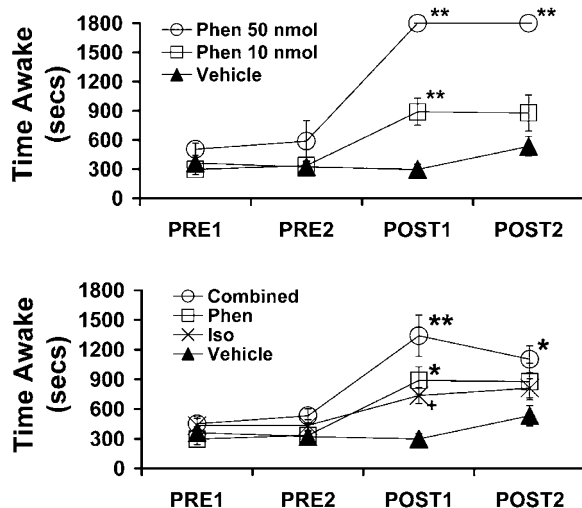 1800
1500
1200
900
600
300
0
Time Awake
(secs)
Phen 50 nmol
Phen 10 nmol
Vehicle
**
**
**
PRE1 PRE2 POST1 POST2
1800
1500
1200
900
600
300
0
Time Awake
(secs)
Combined
Phen
Iso
Vehicle
**
*
*
+
PRE1 PRE2 POST1 POST2